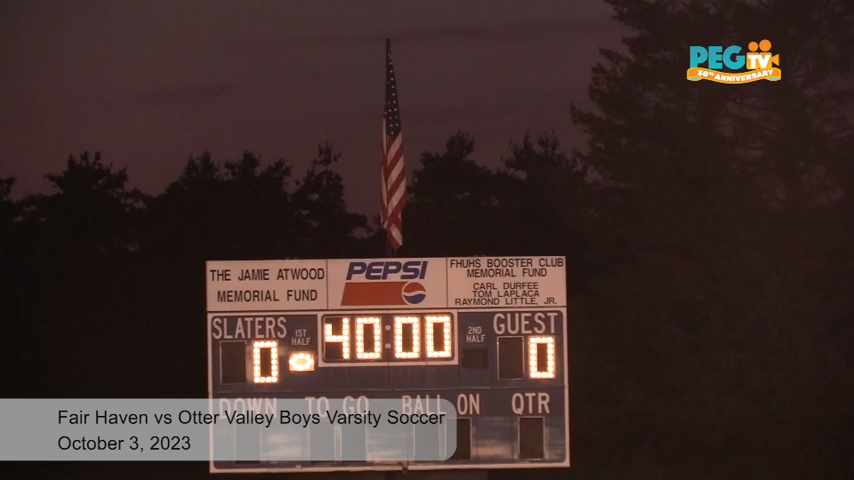 PEGTV
30TH ANNIVERSARY
THE JAMIE ATWOOD
MEMORIAL FUND
PEPSI
FHUHS BOOSTER CLUB
MEMORIAL FUND
CARL DURFEE
TOM LAPLACA
RAYMOND LITTLE, JR.
SLATERS
1ST
HALF
40:00
2ND
HALF
GUEST
0
0
DOWN TO GO BALL ON QTR
Fair Haven vs Otter Valley Boys Varsity Soccer
October 3, 2023